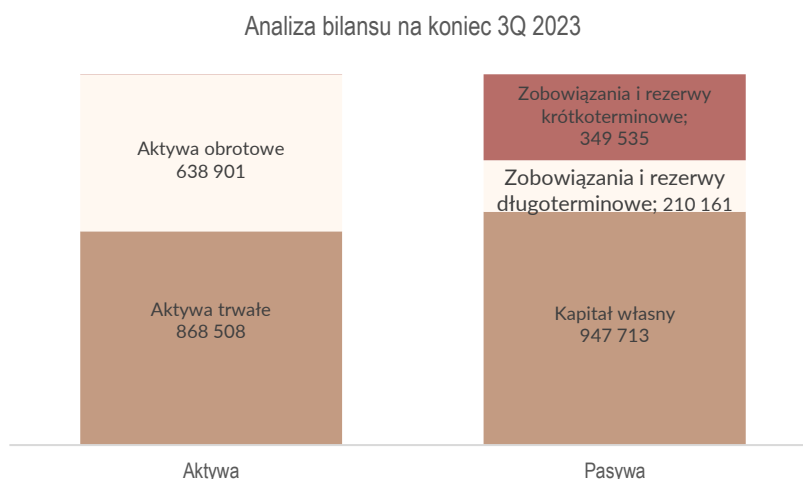 Analiza bilansu na koniec 3Q 2023
Aktywa obrotowe
638 901
Aktywa trwałe
868 508
Zobowiązania i rezerwy
krótkoterminowe;
349 535
Zobowiązania i rezerwy
długoterminowe; 210 161
Kapitał własny
947 713
Aktywa
Pasywa